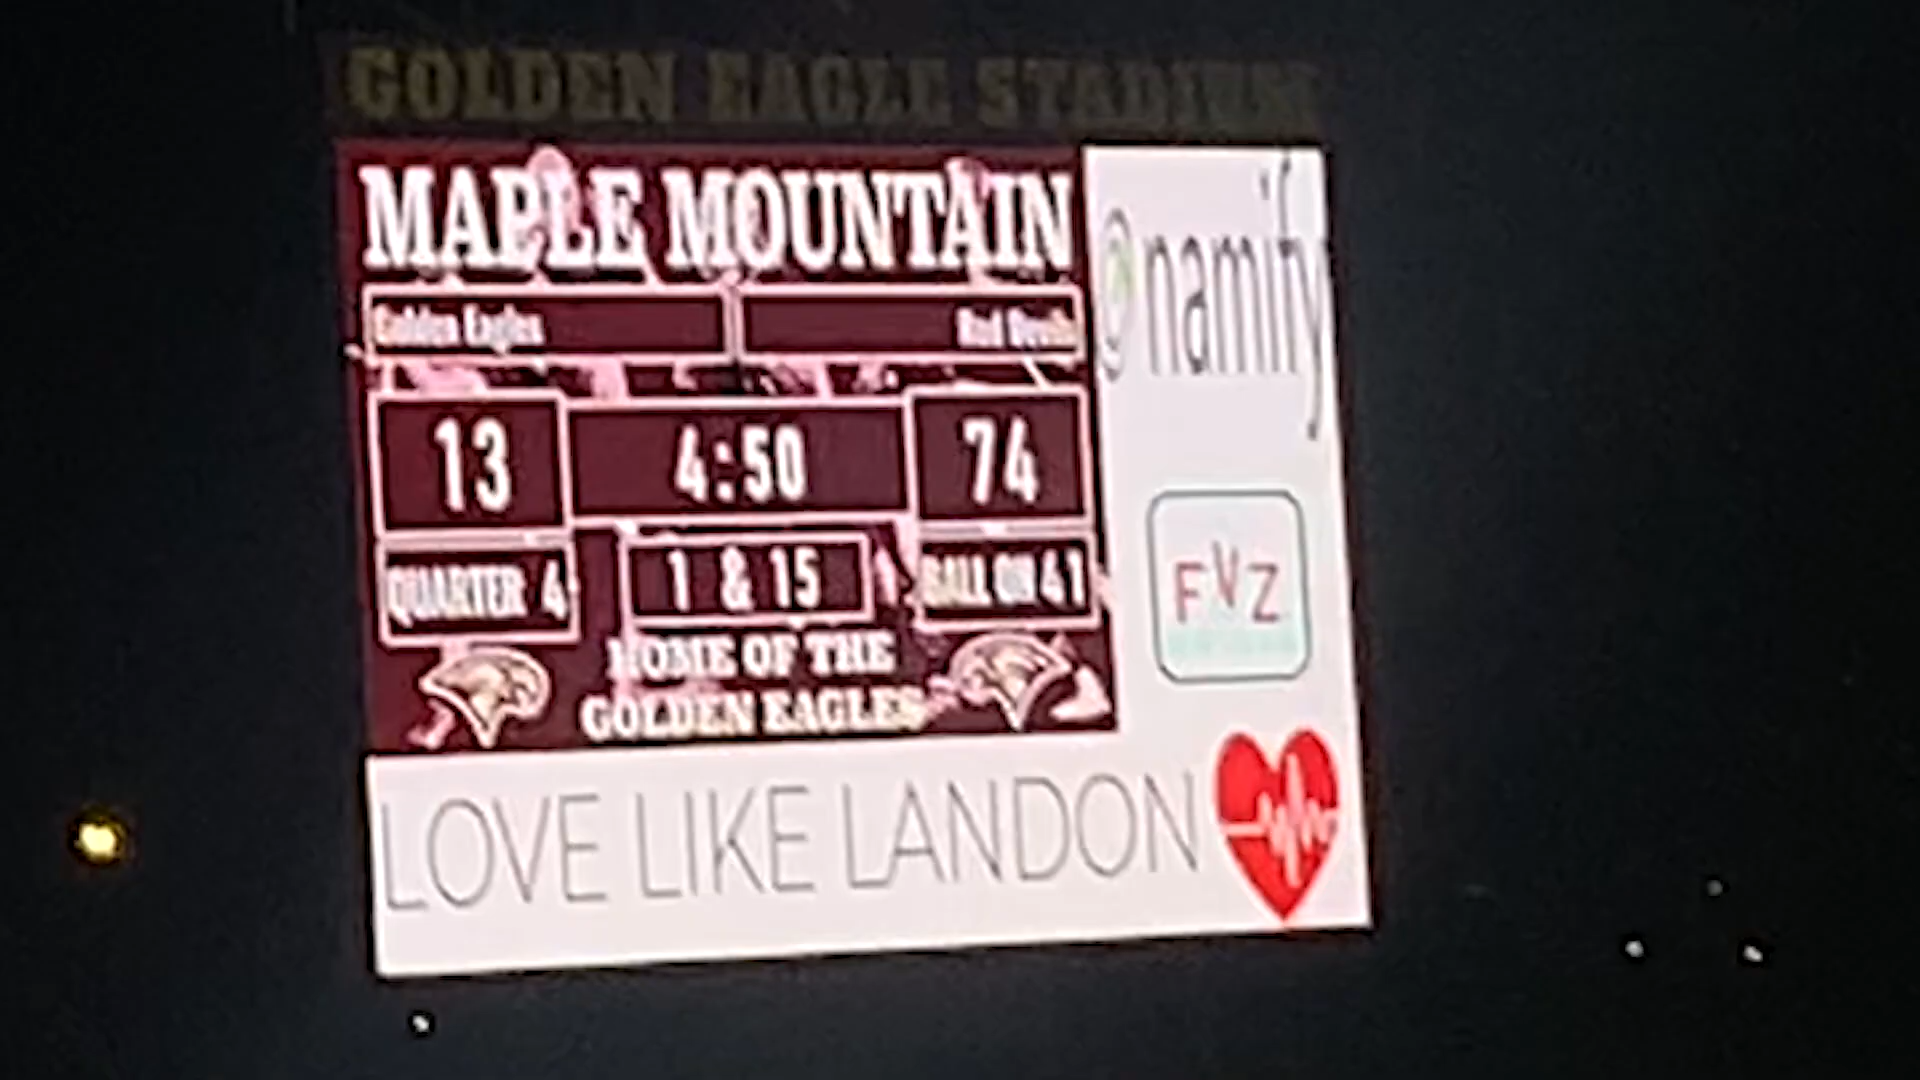 GOLDEN EAGLE STADIUM
MAPLE MOUNTAIN
Golden Eagles
Red Devils
13
4:50
74
QUARTER 4
1 & 15
BALL ON 41
HOME OF THE
GOLDEN EAGLES
namify
FVZ
LOVE LIKE LANDON